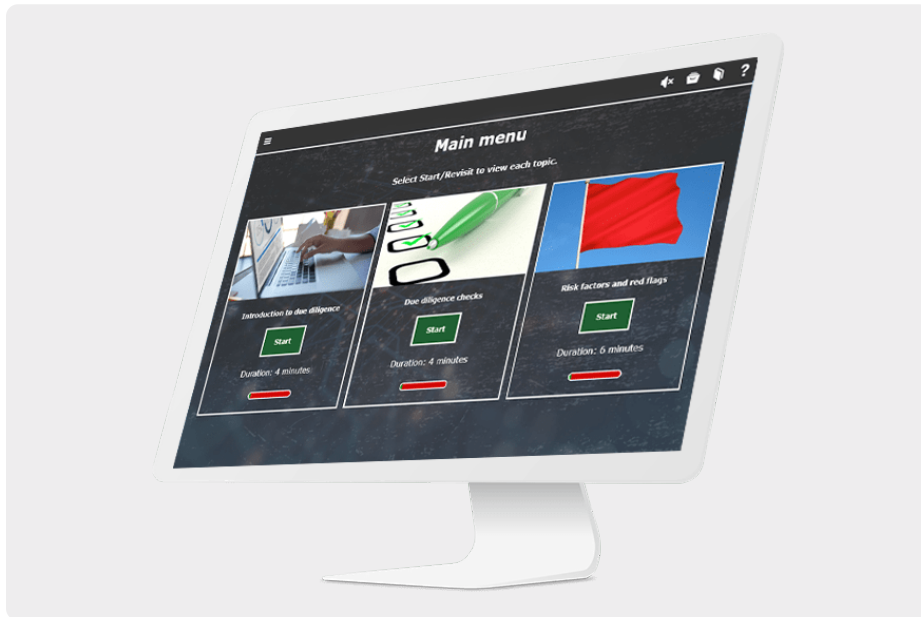 ?
Main menu
Select Start/Revisit to view each topic.
Introduction to due diligence
Start
Duration: 4 minutes
Due diligence checks
Start
Duration: 4 minutes
Risk factors and red flags
Start
Duration: 6 minutes